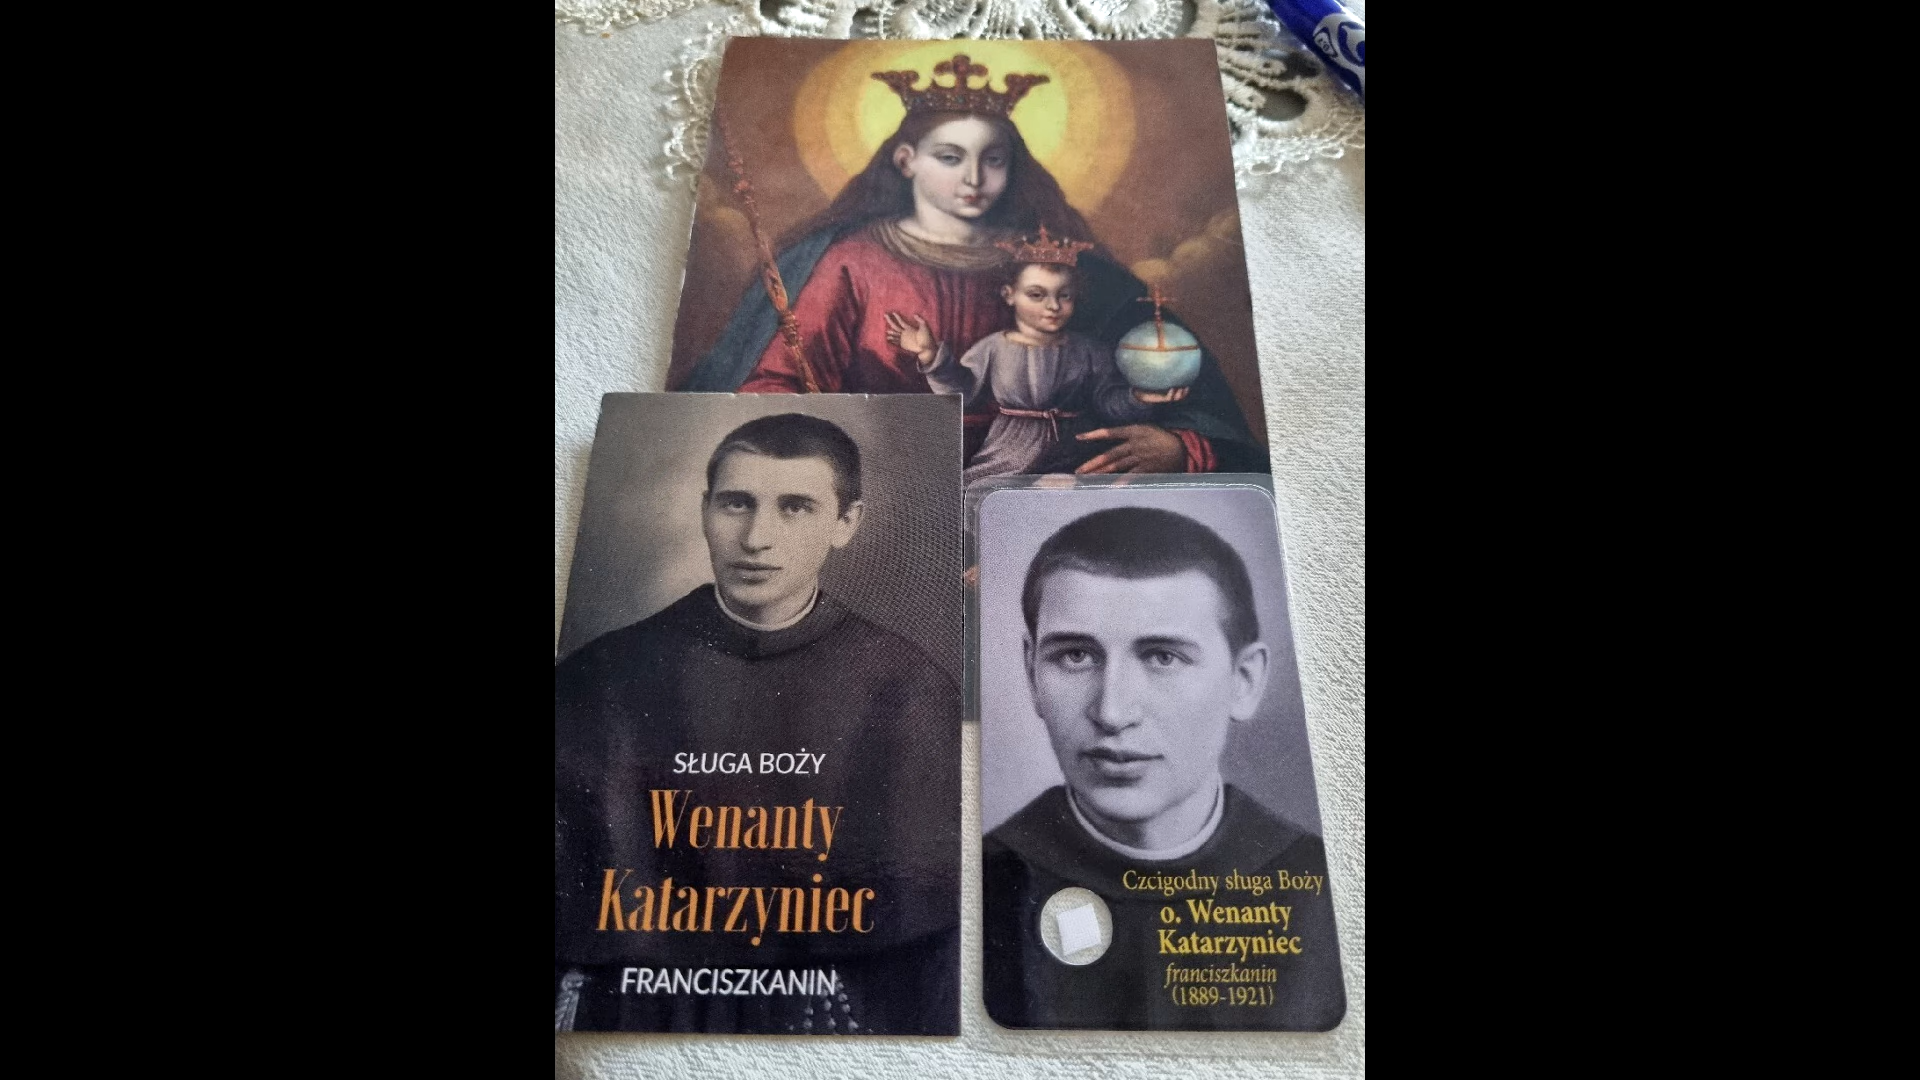 SŁUGA BOŻY
Wenanty
Katarzyniec
FRANCISZKANIN
Czcigodny sługa Boży
o. Wenanty
Katarzyniec
franciszkanin
(1889-1921)